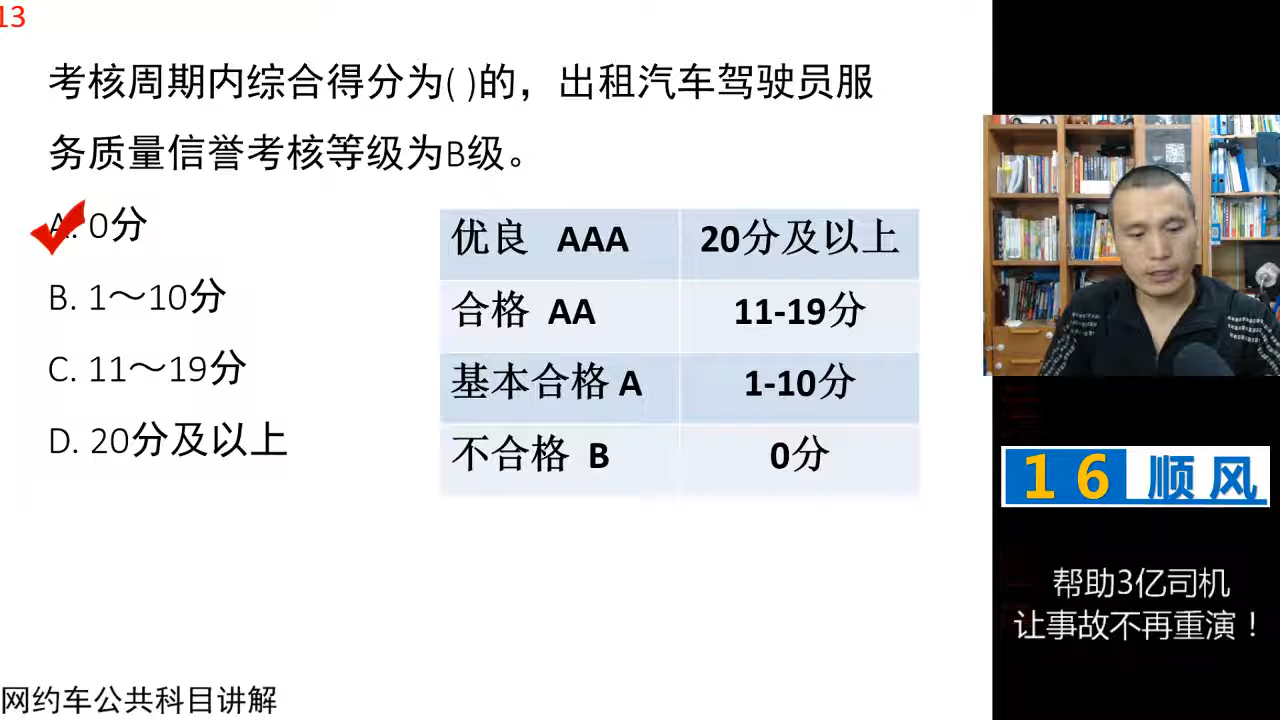 13
考核周期内综合得分为( )的，出租汽车驾驶员服
务质量信誉考核等级为B级。
A. 0分
B. 1～10分
C. 11～19分
D. 20分及以上
优良 AAA 20分及以上
合格 AA 11-19分
基本合格 A 1-10分
不合格 B 0分
16顺风
帮助3亿司机
让事故不再重演！
网约车公共科目讲解